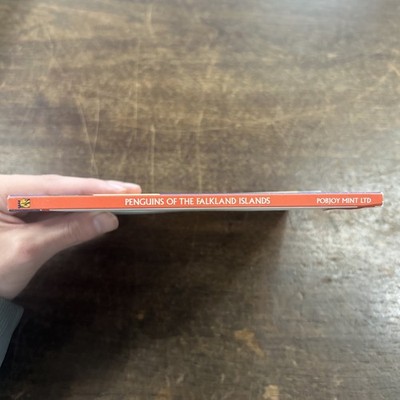 PENGUINS OF THE FALKLAND ISLANDS POBJOY MINT LTD